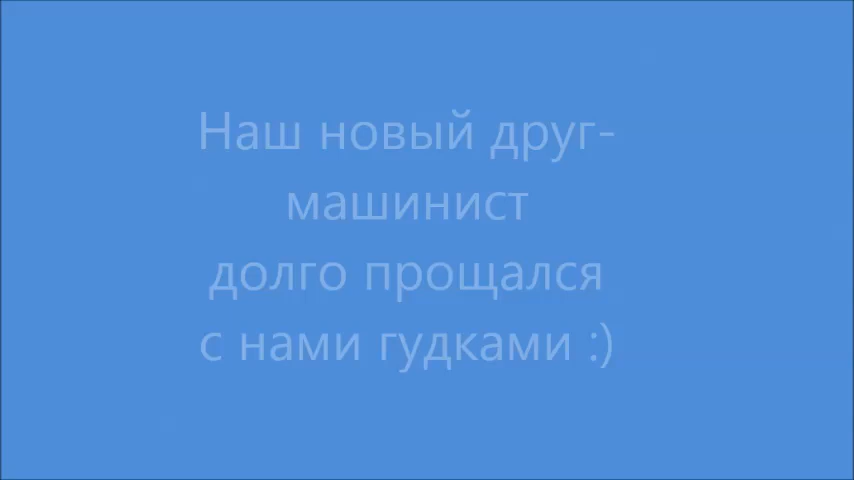 Наш новый друг-
машинист
долго прощался
с нами гудками :)